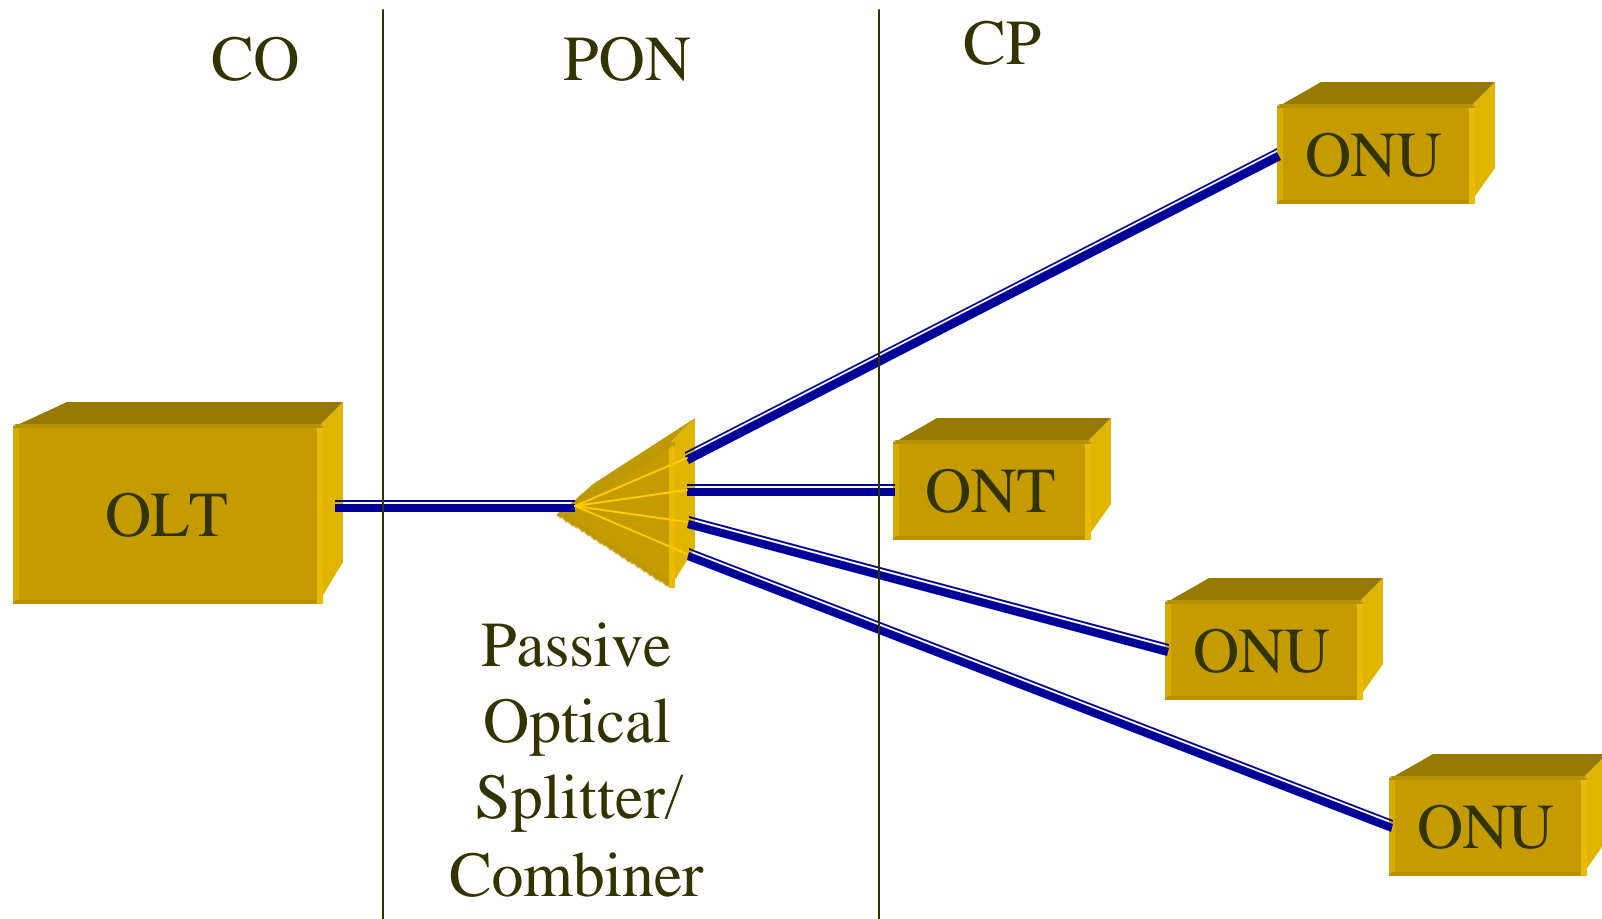 CO
PON
CP
ONU
OLT
ONT
Passive
Optical
Splitter/
Combiner
ONU
ONU